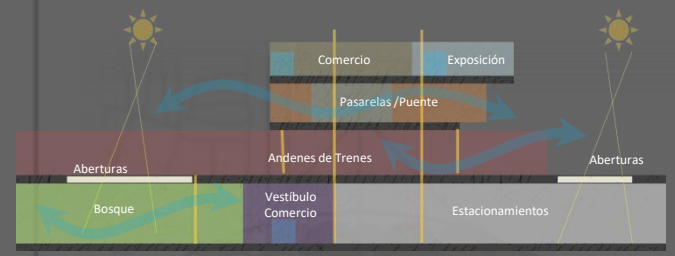 Comercio
Exposición
Pasarelas /Puente
Andenes de Trenes
Aberturas
Aberturas
Bosque
Vestíbulo
Comercio
Estacionamientos